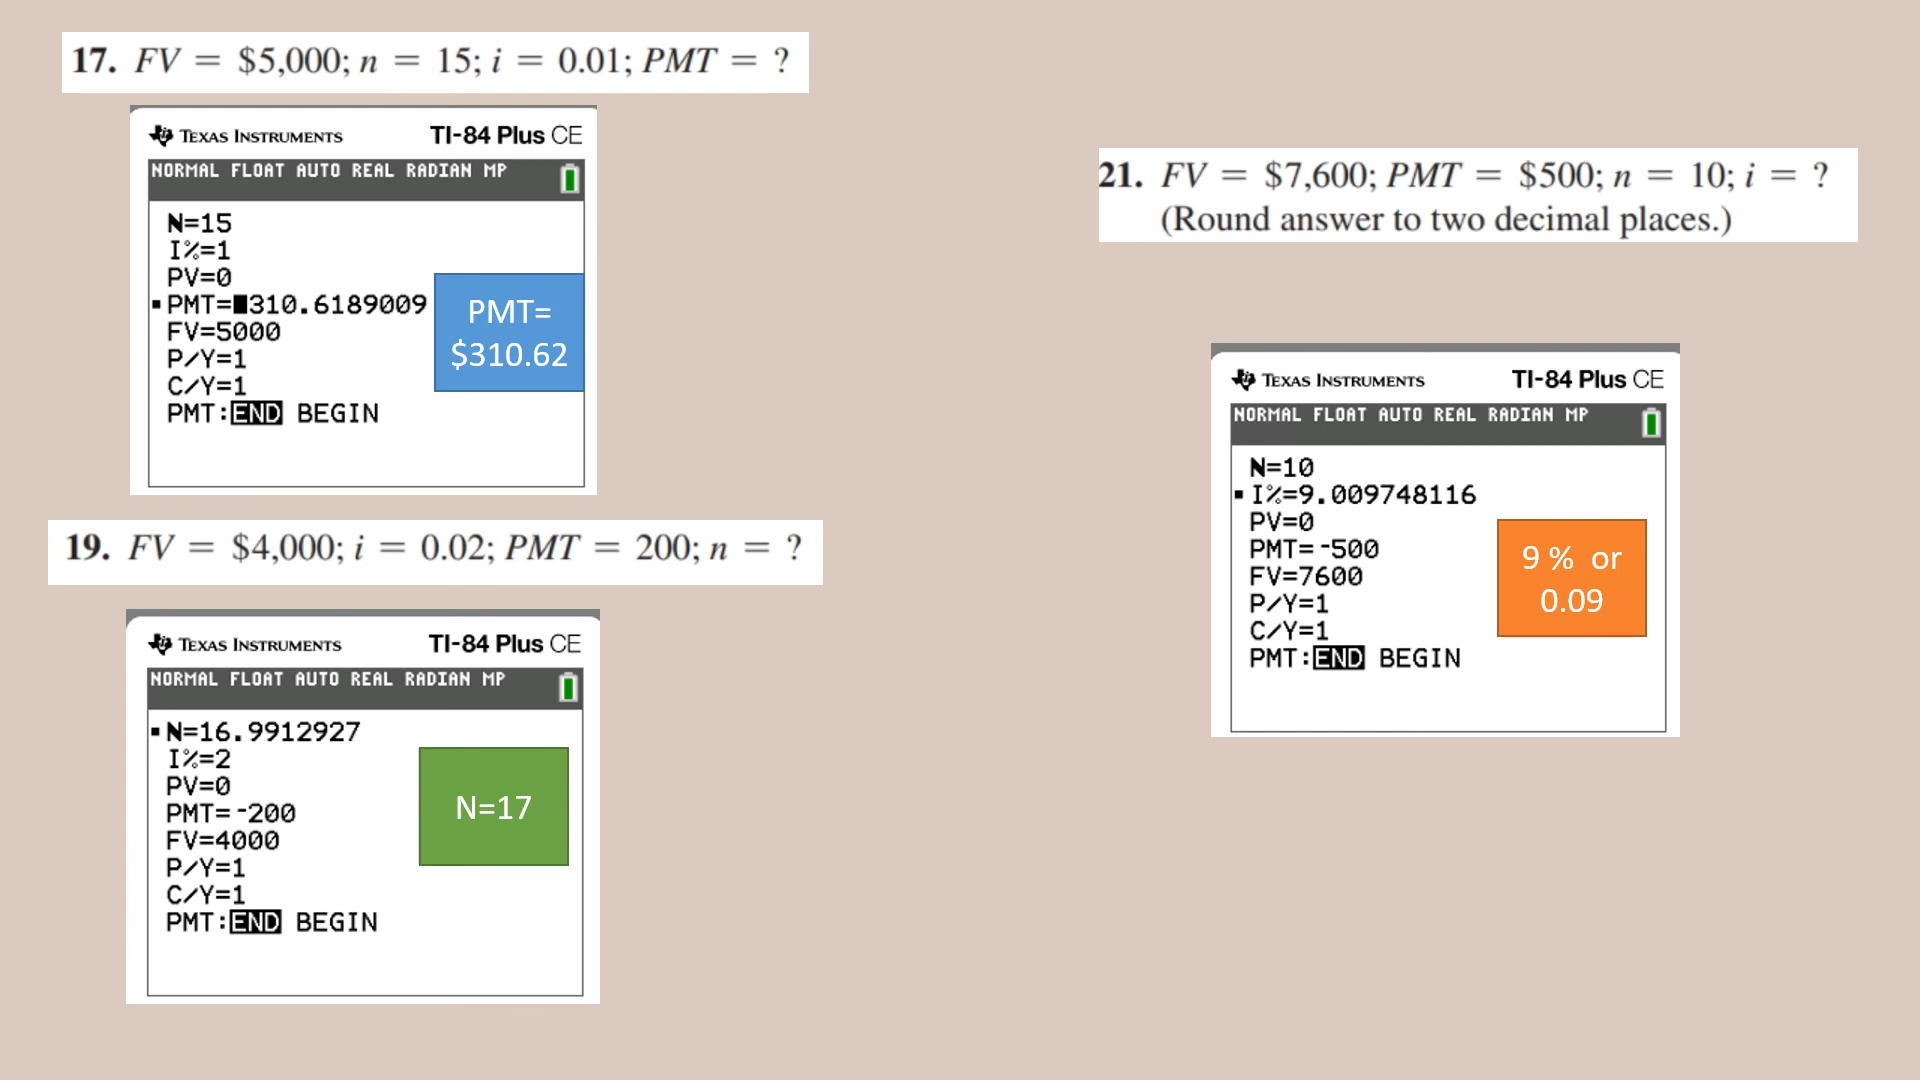 17. FV = $5,000; n = 15; i = 0.01; PMT = ?
TEXAS INSTRUMENTS TI-84 Plus CE
NORMAL FLOAT AUTO REAL RADIAN MP
N=15
I%=1
PV=0
▪PMT=■310.6189009
FV=5000
P/Y=1
C/Y=1
PMT:END BEGIN
PMT=
$310.62
19. FV = $4,000; i = 0.02; PMT = 200; n = ?
TEXAS INSTRUMENTS TI-84 Plus CE
NORMAL FLOAT AUTO REAL RADIAN MP
▪N=16.9912927
I%=2
PV=0
PMT=-200
FV=4000
P/Y=1
C/Y=1
PMT:END BEGIN
N=17
21. FV = $7,600; PMT = $500; n = 10; i = ?
(Round answer to two decimal places.)
TEXAS INSTRUMENTS TI-84 Plus CE
NORMAL FLOAT AUTO REAL RADIAN MP
N=10
▪I%=9.009748116
PV=0
PMT=-500
FV=7600
P/Y=1
C/Y=1
PMT:END BEGIN
9 % or
0.09